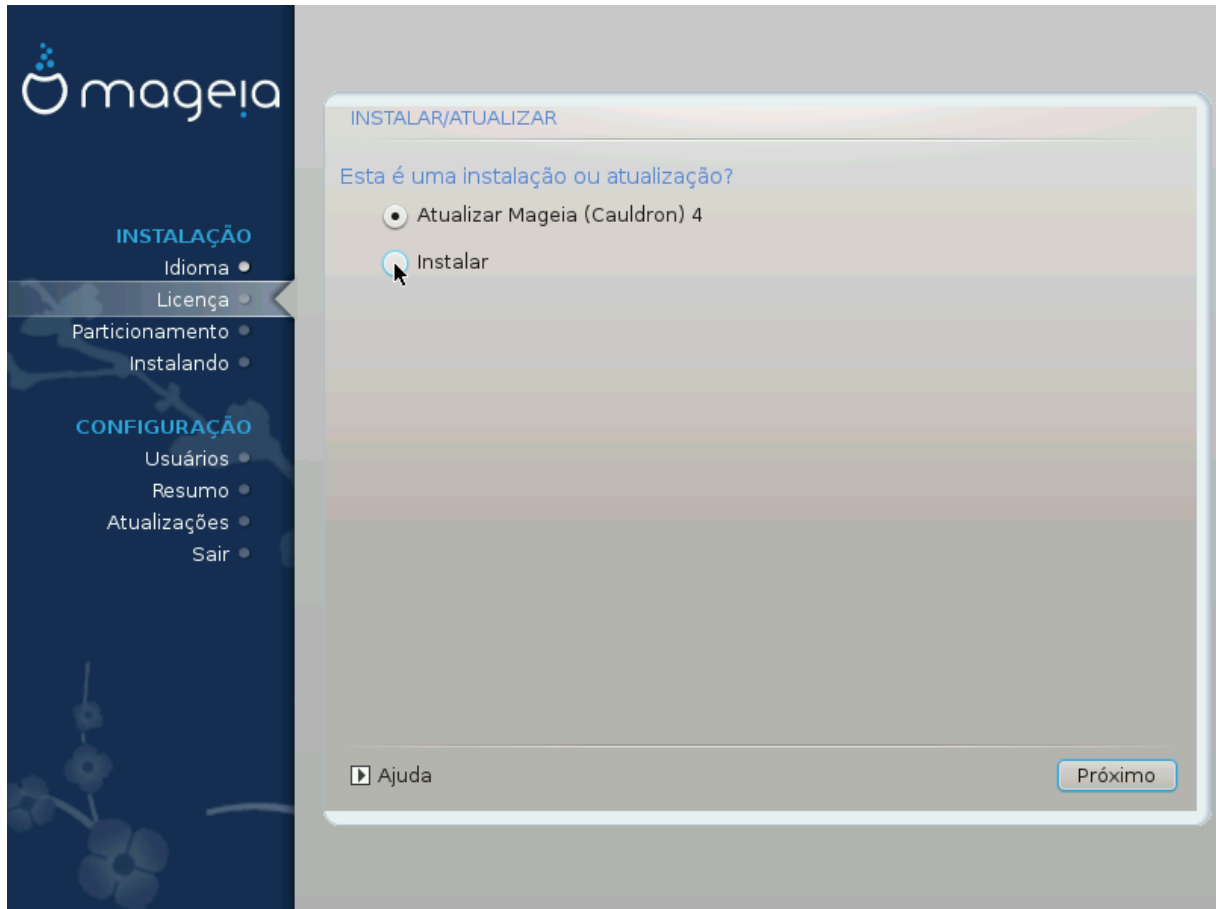 mageia
INSTALAÇÃO
Idioma
Licença
Particionamento
Instalando
CONFIGURAÇÃO
Usuários
Resumo
Atualizações
Sair
INSTALAR/ATUALIZAR
Esta é uma instalação ou atualização?
Atualizar Mageia (Cauldron) 4
Instalar
Ajuda
Próximo